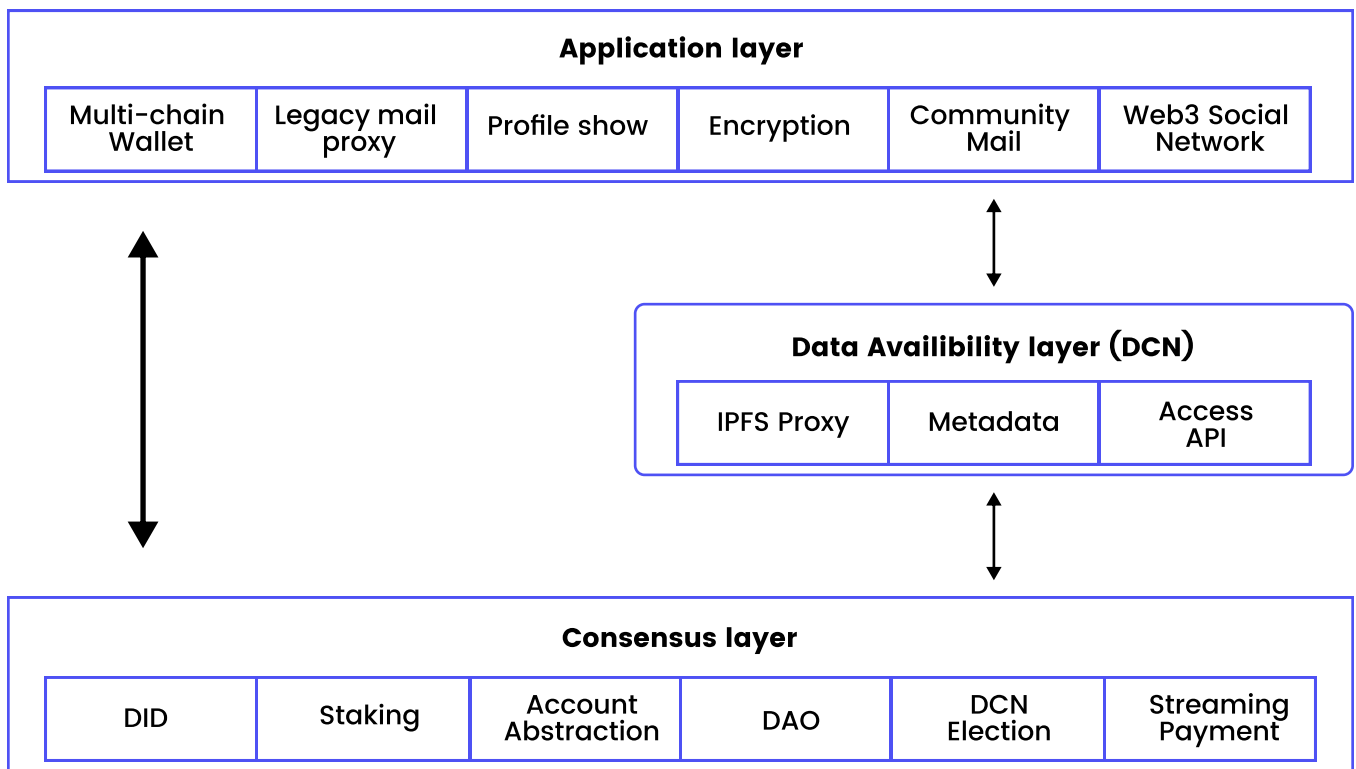 Application layer
Multi-chain
Wallet
Legacy mail
proxy
Profile show
Encryption
Community
Mail
Web3 Social
Network
Data Availibility layer (DCN)
IPFS Proxy
Metadata
Access
API
Consensus layer
DID
Staking
Account
Abstraction
DAO
DCN
Election
Streaming
Payment